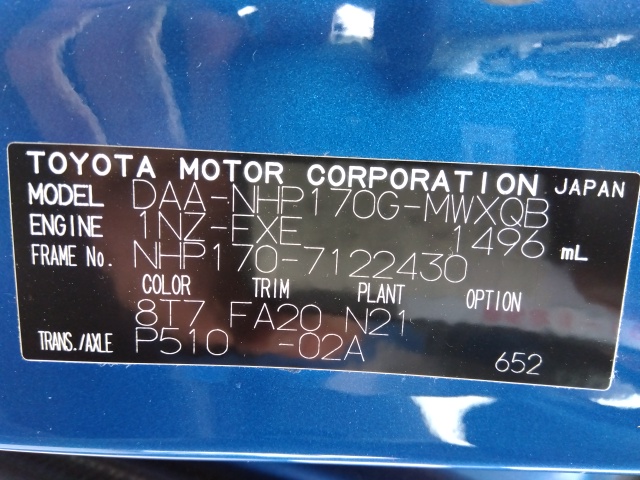 TOYOTA MOTOR CORPORATION JAPAN
MODEL DAA-NHP170G-MWXQB
ENGINE 1NZ-FXE 1496 mL
FRAME No. NHP170-7122430
COLOR TRIM PLANT OPTION
8T7 FA20 N21
TRANS./AXLE P510 -02A 652